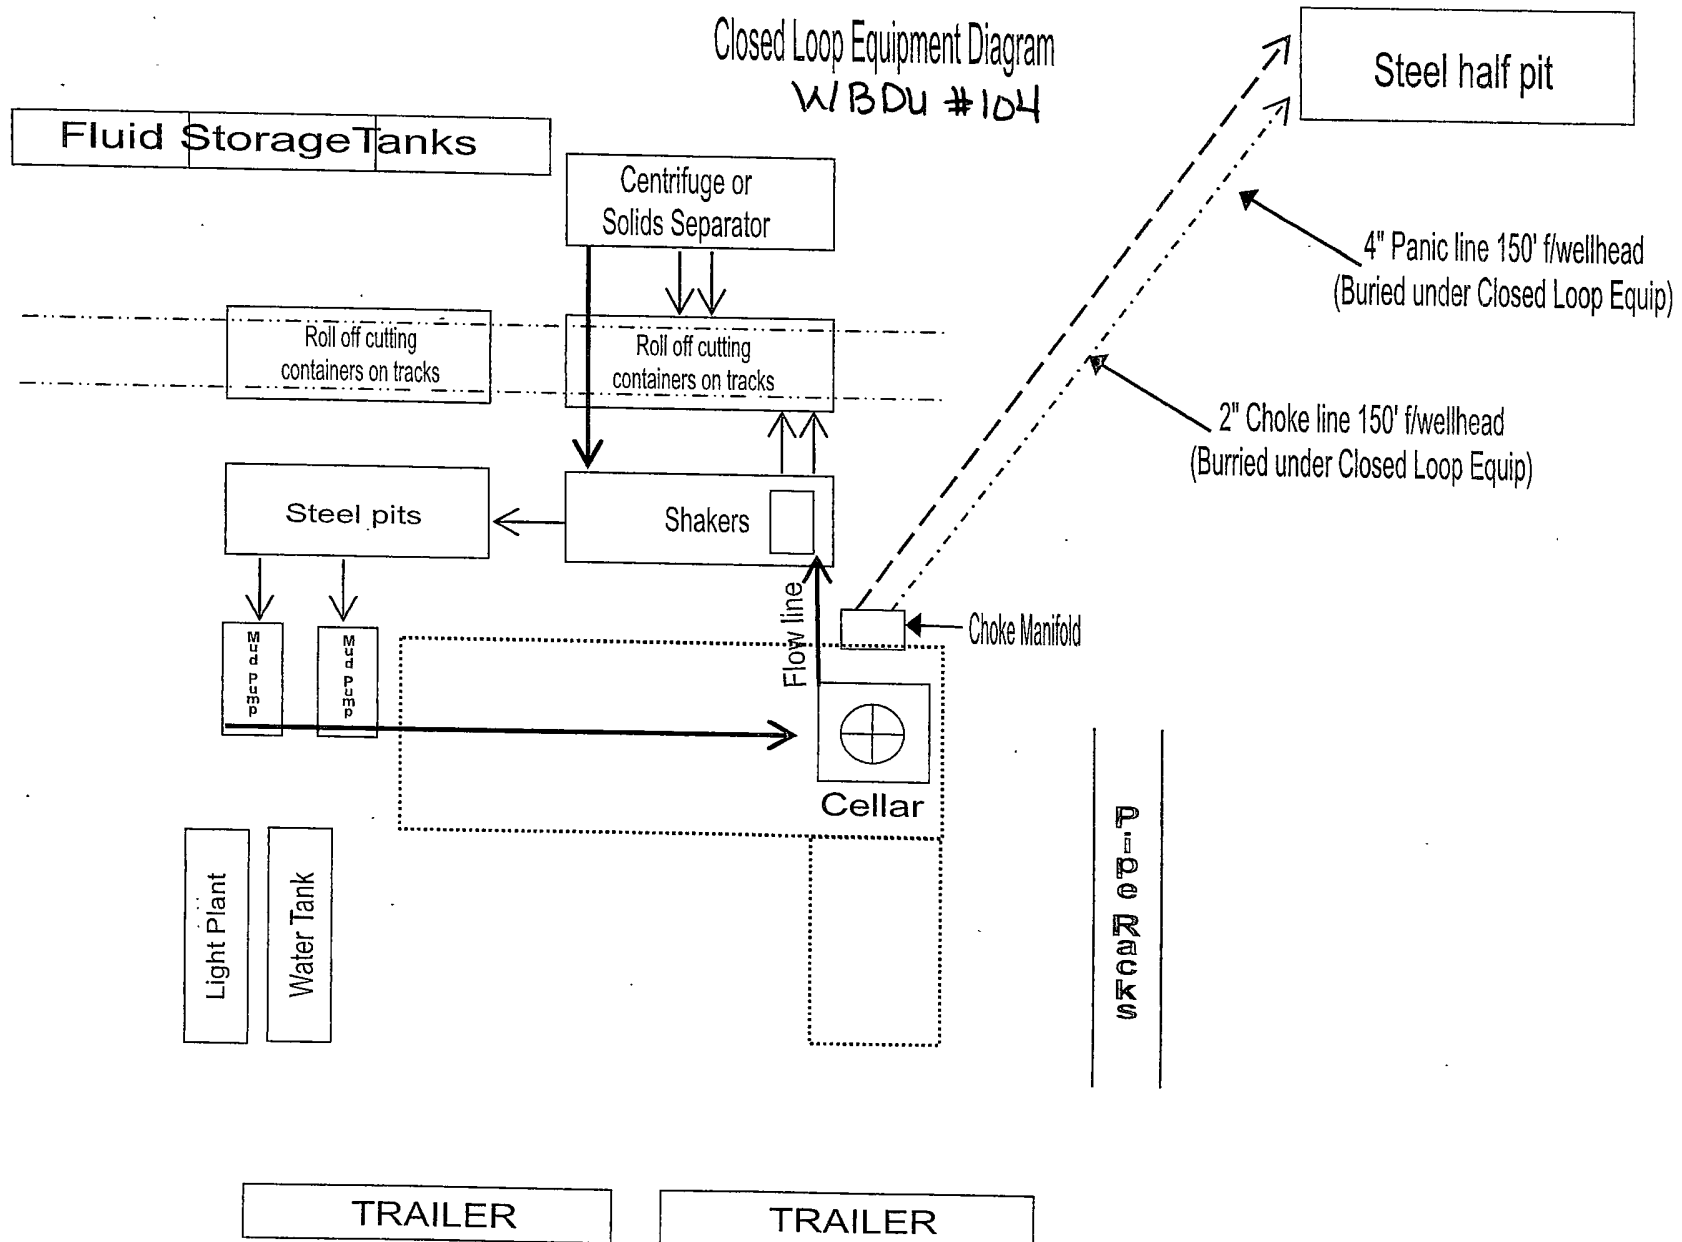 Closed Loop Equipment Diagram
WBDU #104
Steel half pit
Fluid Storage Tanks
Centrifuge or
Solids Separator
4" Panic line 150' f/wellhead
(Buried under Closed Loop Equip)
Roll off cutting
containers on tracks
Roll off cutting
containers on tracks
2" Choke line 150' f/wellhead
(Burried under Closed Loop Equip)
Steel pits
Shakers
Flow line
Choke Manifold
Mud Pump
Mud Pump
Cellar
Pipe Racks
Light Plant
Water Tank
TRAILER
TRAILER